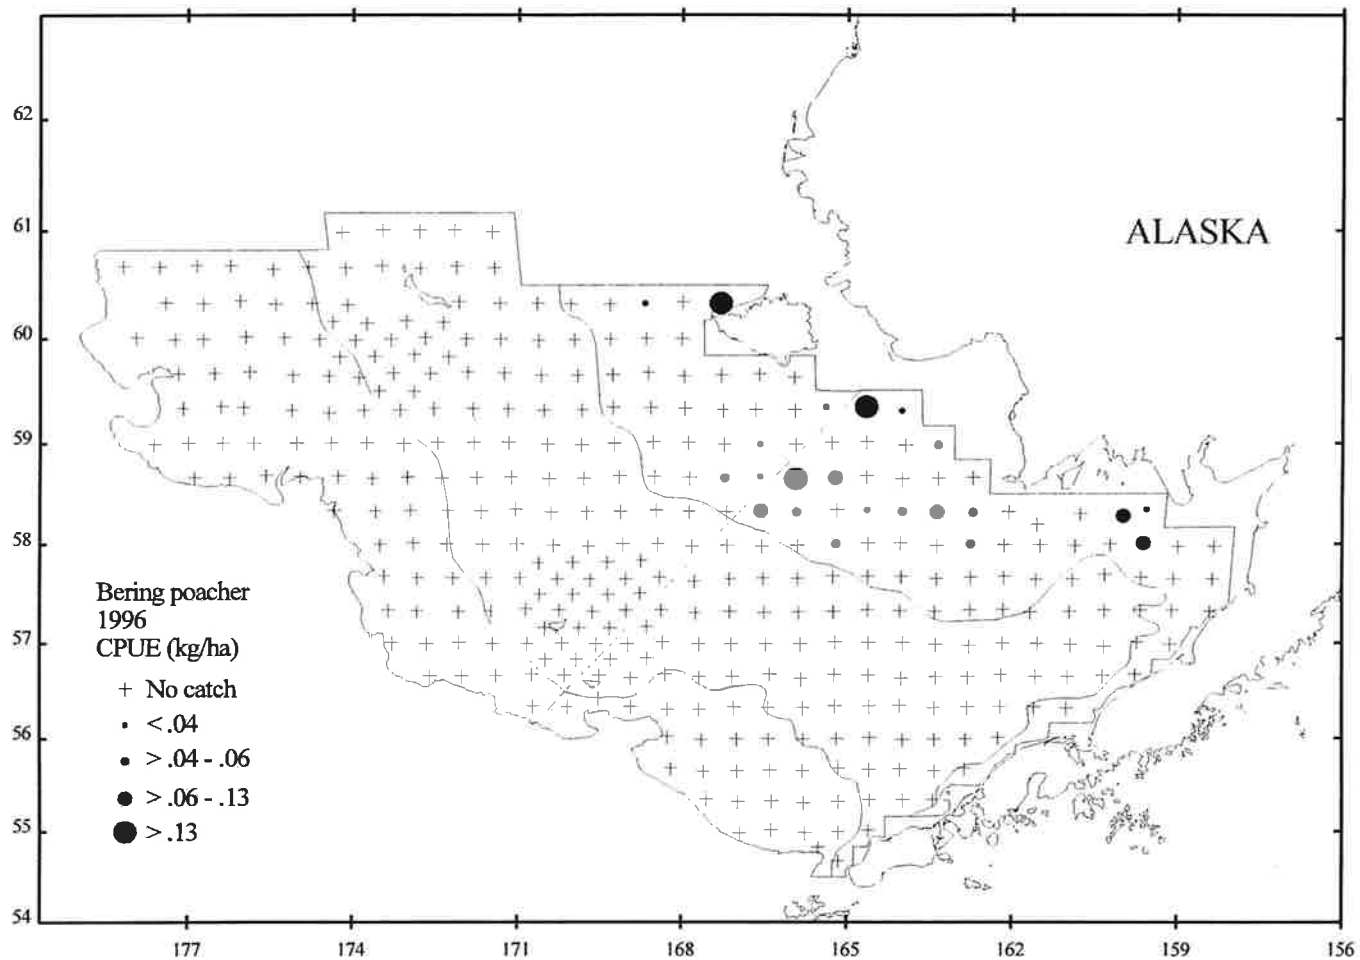 62
61
60
59
58
57
56
55
54
ALASKA
Bering poacher
1996
CPUE (kg/ha)
+ No catch
< .04
> .04 - .06
> .06 - .13
> .13
177 174 171 168 165 162 159 156